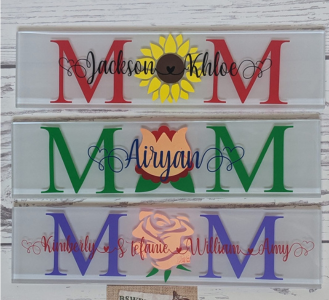 M M
Jackson Khloe
M M
Airyan
M M
Kimberly Stefanie William Amy